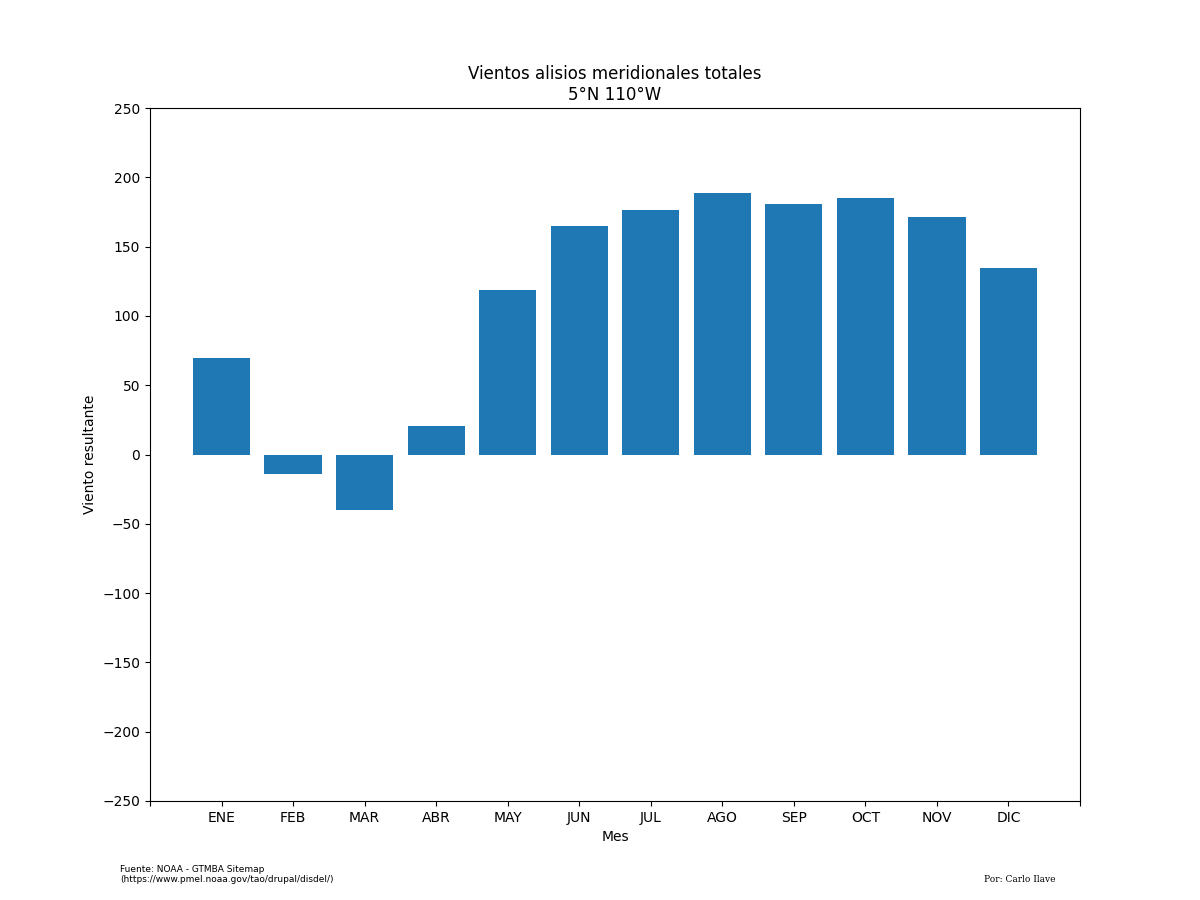 Vientos alisios meridionales totales
5°N 110°W
250
200
150
100
50
0
−50
−100
−150
−200
−250
Viento resultante
ENE FEB MAR ABR MAY JUN JUL AGO SEP OCT NOV DIC
Mes
Fuente: NOAA - GTMBA Sitemap
(https://www.pmel.noaa.gov/tao/drupal/disdel/)
Por: Carlo Ilave